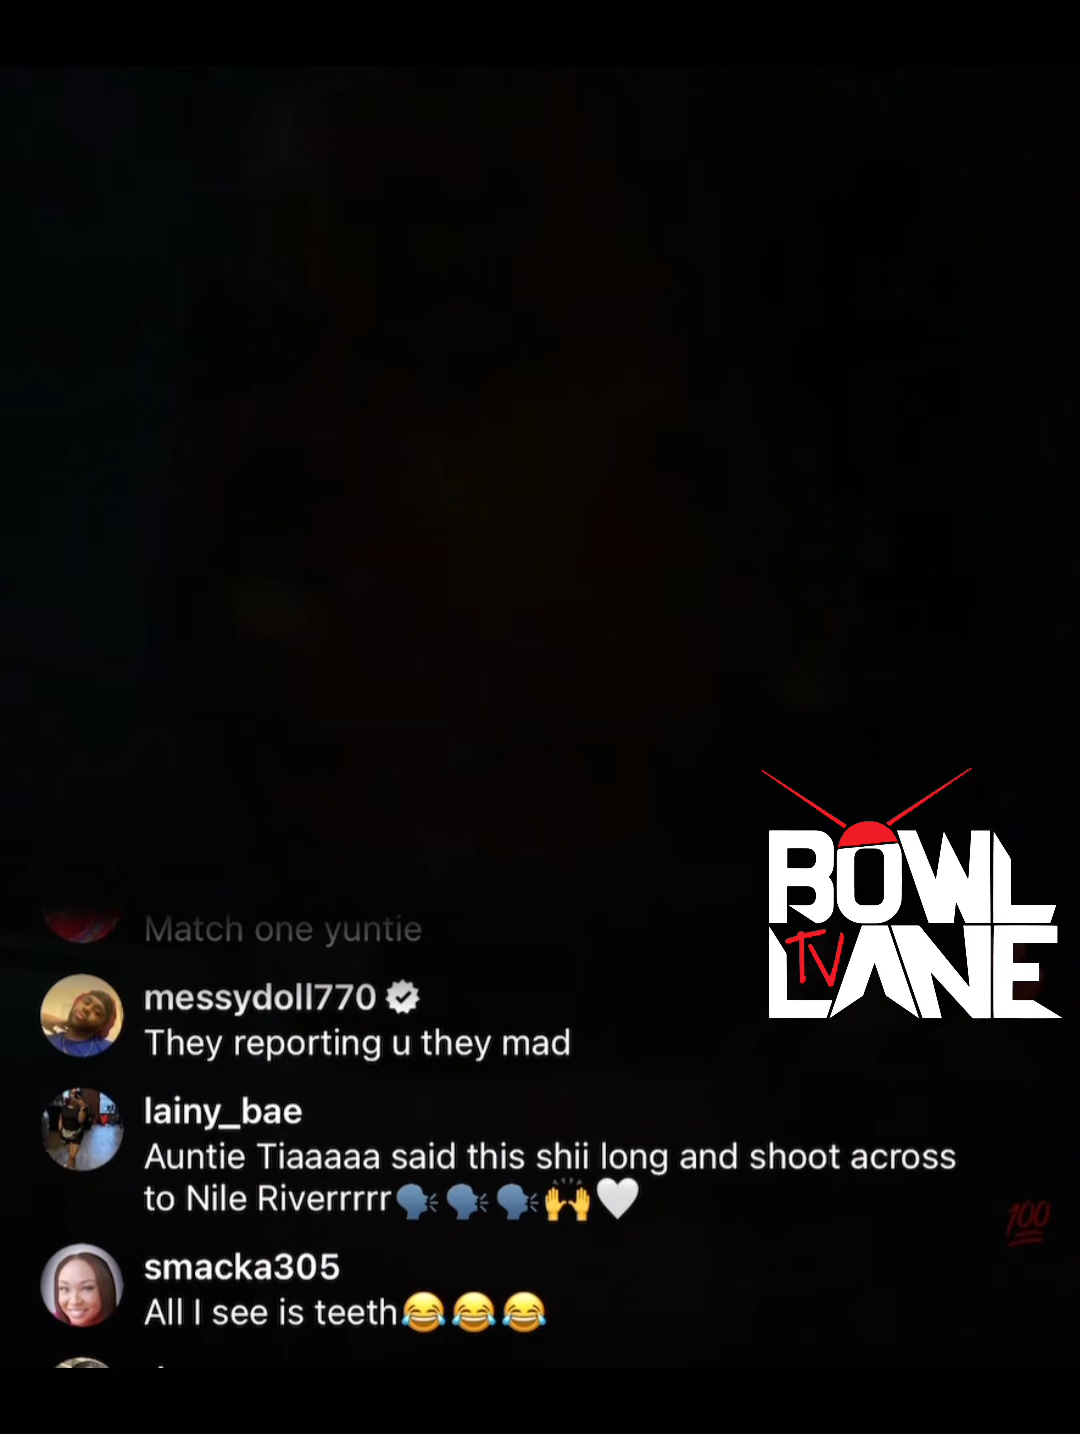 BOWL
TV
LANE
Match one yuntie
messydoll770
They reporting u they mad
lainy_bae
Auntie Tiaaaaa said this shii long and shoot across
to Nile Riverrrrr🗣️🗣️🗣️🙌🤍
💯
smacka305
All I see is teeth😂😂😂